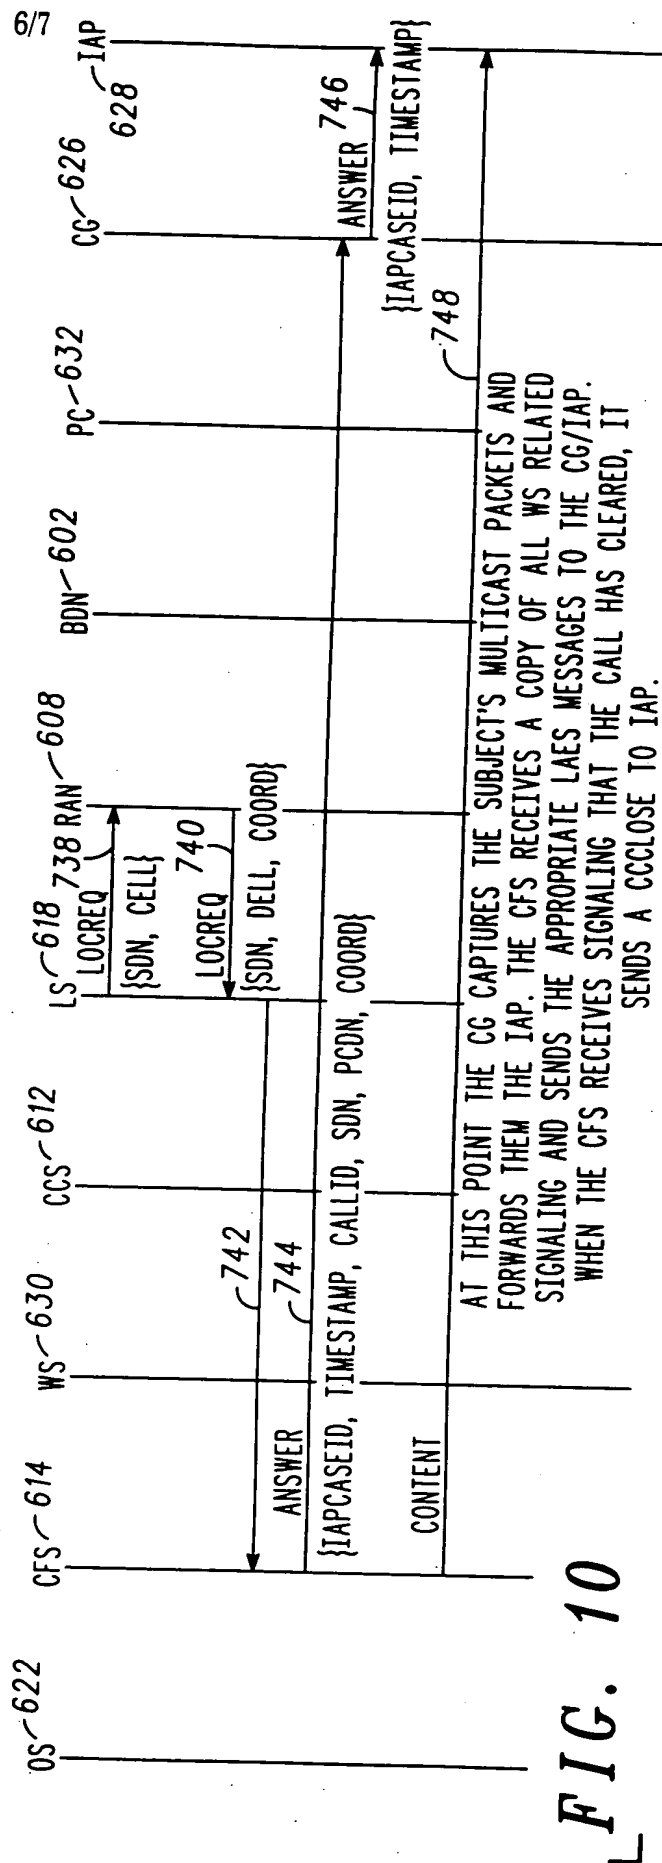 6/7
OS 622
CFS 614
WS 630
CCS 612
LS 618
RAN 608
BDN 602
PC 632
CG 626
IAP
628
LOCREQ 738
{SDN, CELL}
LOCREQ 740
{SDN, DELL, COORD}
742
ANSWER 744
{IAPCASEID, TIMESTAMP, CALLID, SDN, PCDN, COORD}
ANSWER 746
{IAPCASEID, TIMESTAMP}
CONTENT
748
AT THIS POINT THE CG CAPTURES THE SUBJECT'S MULTICAST PACKETS AND
FORWARDS THEM THE IAP. THE CFS RECEIVES A COPY OF ALL WS RELATED
SIGNALING AND SENDS THE APPROPRIATE LAES MESSAGES TO THE CG/IAP.
WHEN THE CFS RECEIVES SIGNALING THAT THE CALL HAS CLEARED, IT
SENDS A CCCLOSE TO IAP.
FIG. 10